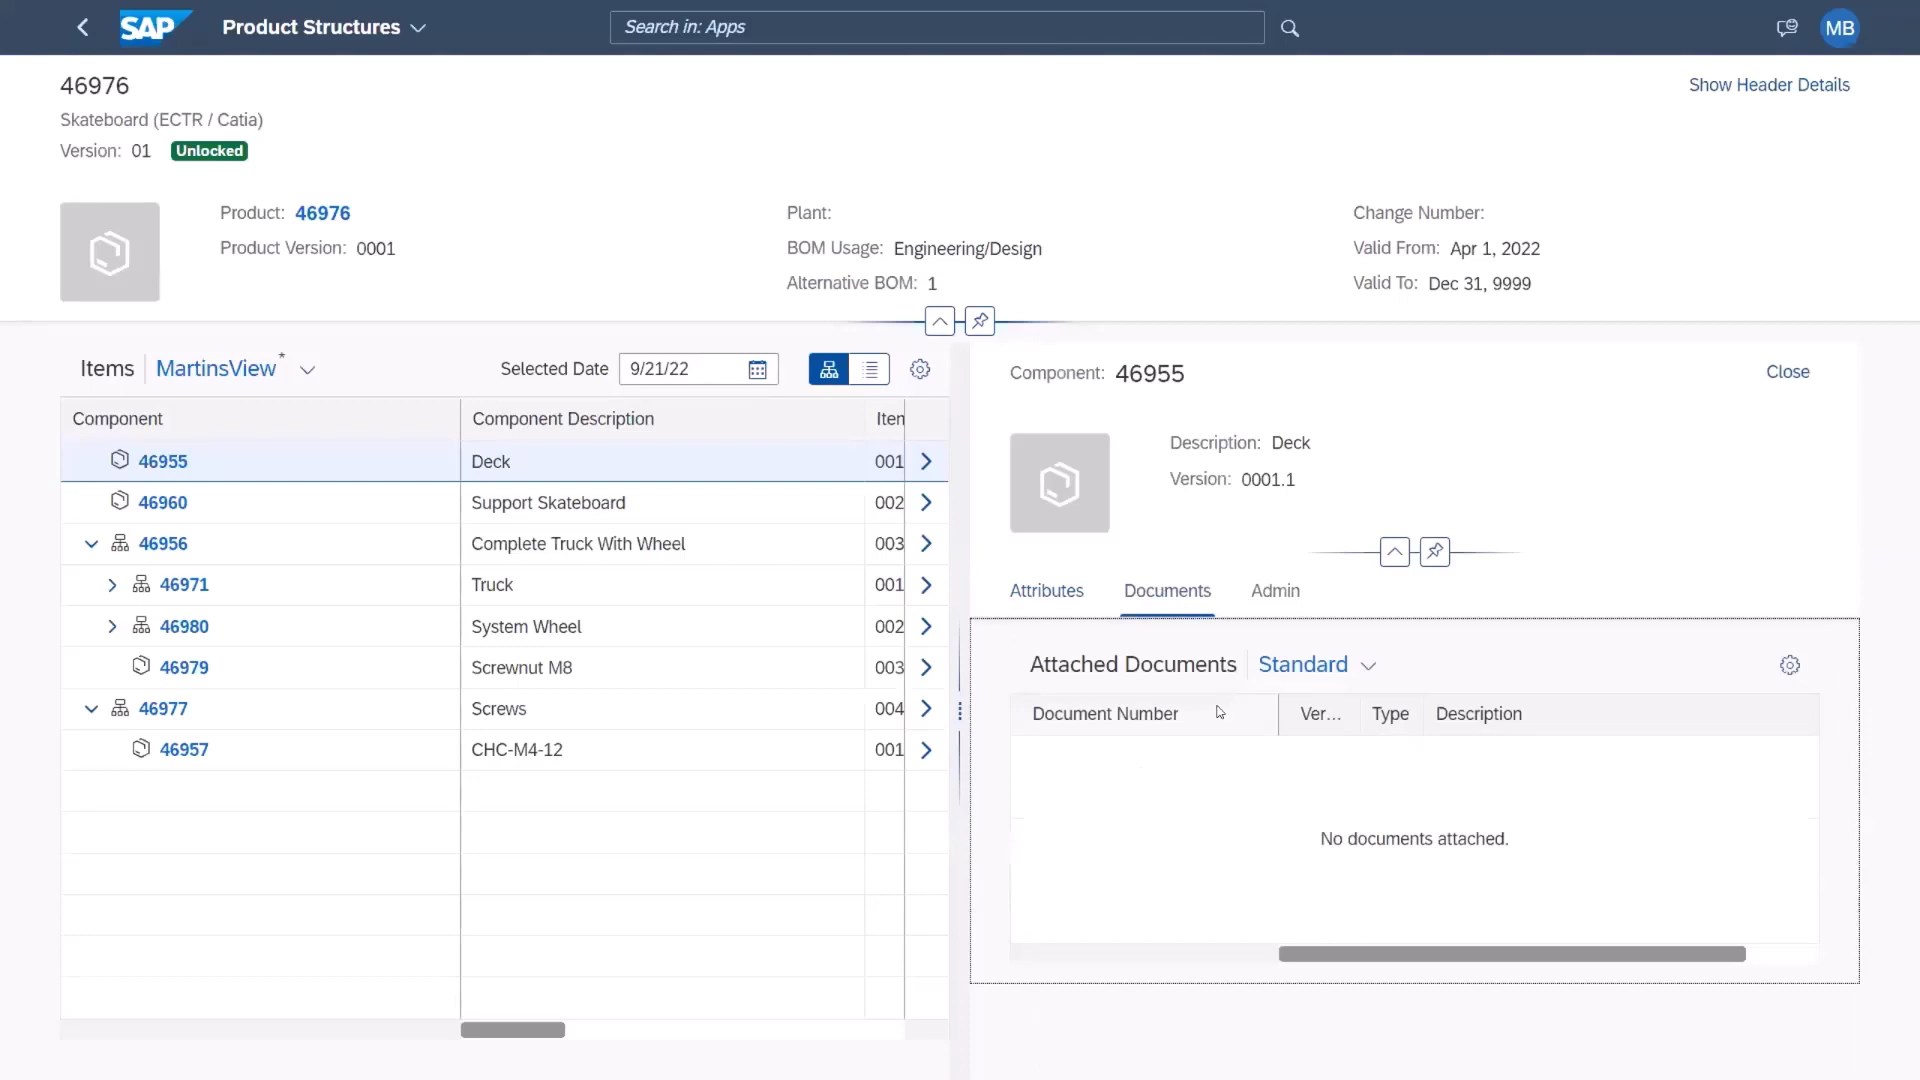 SAP Product Structures Search in: Apps MB
46976
Show Header Details
Skateboard (ECTR / Catia)
Version: 01 Unlocked
Product: 46976
Product Version: 0001
Plant:
BOM Usage: Engineering/Design
Alternative BOM: 1
Change Number:
Valid From: Apr 1, 2022
Valid To: Dec 31, 9999
Items MartinsView * Selected Date 9/21/22
Component Component Description Iten
46955 Deck 001
46960 Support Skateboard 002
46956 Complete Truck With Wheel 003
46971 Truck 001
46980 System Wheel 002
46979 Screwnut M8 003
46977 Screws 004
46957 CHC-M4-12 001
Component: 46955 Close
Description: Deck
Version: 0001.1
Attributes Documents Admin
Attached Documents Standard
Document Number Ver... Type Description
No documents attached.